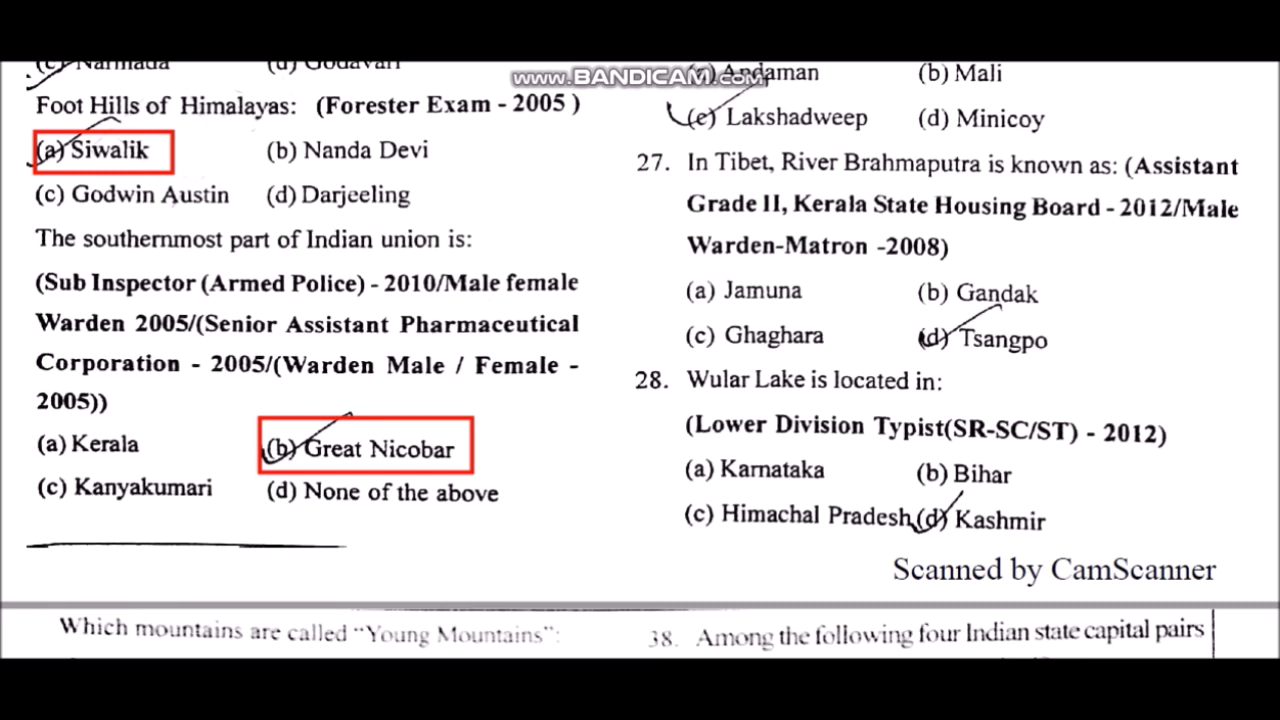 (c) Narmada (d) Godavari
Foot Hills of Himalayas: (Forester Exam - 2005 )
(a) Siwalik (b) Nanda Devi
(c) Godwin Austin (d) Darjeeling
The southernmost part of Indian union is:
(Sub Inspector (Armed Police) - 2010/Male female
Warden 2005/(Senior Assistant Pharmaceutical
Corporation - 2005/(Warden Male / Female -
2005))
(a) Kerala (b) Great Nicobar
(c) Kanyakumari (d) None of the above
www.BANDICAM.com
(a) Andaman (b) Mali
(c) Lakshadweep (d) Minicoy
27. In Tibet, River Brahmaputra is known as: (Assistant
Grade II, Kerala State Housing Board - 2012/Male
Warden-Matron -2008)
(a) Jamuna (b) Gandak
(c) Ghaghara (d) Tsangpo
28. Wular Lake is located in:
(Lower Division Typist(SR-SC/ST) - 2012)
(a) Karnataka (b) Bihar
(c) Himachal Pradesh (d) Kashmir
Scanned by CamScanner
Which mountains are called "Young Mountains":
38. Among the following four Indian state capital pairs